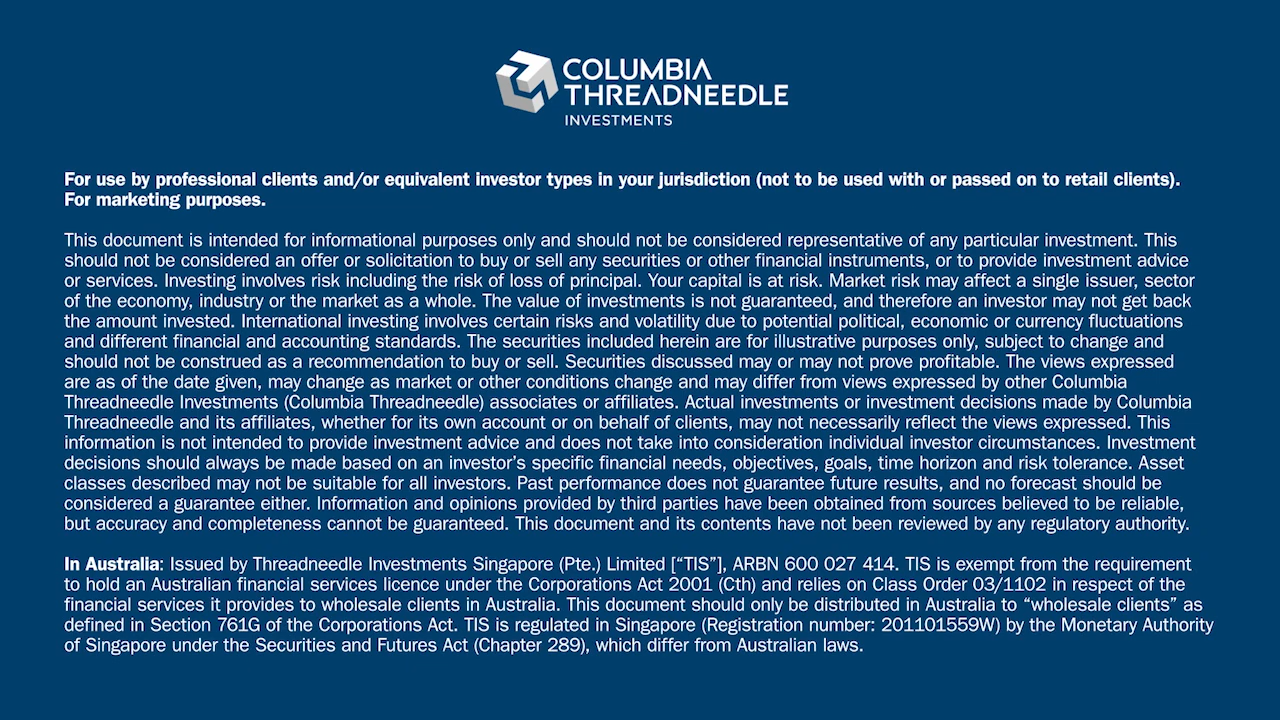 COLUMBIA
THREADNEEDLE
INVESTMENTS
For use by professional clients and/or equivalent investor types in your jurisdiction (not to be used with or passed on to retail clients).
For marketing purposes.
This document is intended for informational purposes only and should not be considered representative of any particular investment. This
should not be considered an offer or solicitation to buy or sell any securities or other financial instruments, or to provide investment advice
or services. Investing involves risk including the risk of loss of principal. Your capital is at risk. Market risk may affect a single issuer, sector
of the economy, industry or the market as a whole. The value of investments is not guaranteed, and therefore an investor may not get back
the amount invested. International investing involves certain risks and volatility due to potential political, economic or currency fluctuations
and different financial and accounting standards. The securities included herein are for illustrative purposes only, subject to change and
should not be construed as a recommendation to buy or sell. Securities discussed may or may not prove profitable. The views expressed
are as of the date given, may change as market or other conditions change and may differ from views expressed by other Columbia
Threadneedle Investments (Columbia Threadneedle) associates or affiliates. Actual investments or investment decisions made by Columbia
Threadneedle and its affiliates, whether for its own account or on behalf of clients, may not necessarily reflect the views expressed. This
information is not intended to provide investment advice and does not take into consideration individual investor circumstances. Investment
decisions should always be made based on an investor’s specific financial needs, objectives, goals, time horizon and risk tolerance. Asset
classes described may not be suitable for all investors. Past performance does not guarantee future results, and no forecast should be
considered a guarantee either. Information and opinions provided by third parties have been obtained from sources believed to be reliable,
but accuracy and completeness cannot be guaranteed. This document and its contents have not been reviewed by any regulatory authority.
In Australia: Issued by Threadneedle Investments Singapore (Pte.) Limited [“TIS”], ARBN 600 027 414. TIS is exempt from the requirement
to hold an Australian financial services licence under the Corporations Act 2001 (Cth) and relies on Class Order 03/1102 in respect of the
financial services it provides to wholesale clients in Australia. This document should only be distributed in Australia to “wholesale clients” as
defined in Section 761G of the Corporations Act. TIS is regulated in Singapore (Registration number: 201101559W) by the Monetary Authority
of Singapore under the Securities and Futures Act (Chapter 289), which differ from Australian laws.